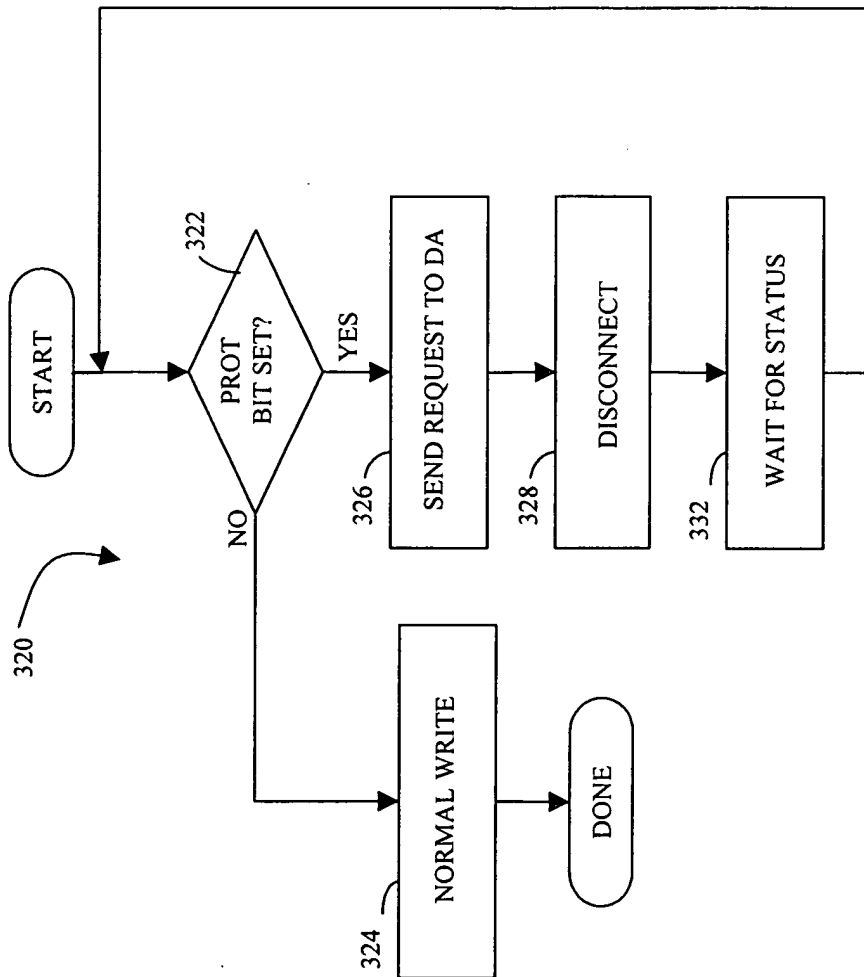 START
322
PROT
BIT SET?
NO
YES
320
326
SEND REQUEST TO DA
328
DISCONNECT
332
WAIT FOR STATUS
324
NORMAL WRITE
DONE